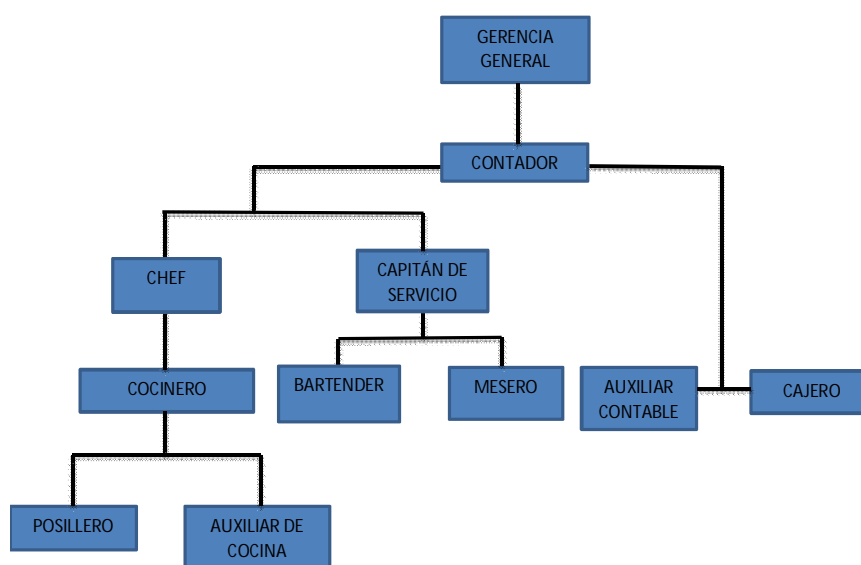 GERENCIA
GENERAL
CONTADOR
CHEF
CAPITÁN DE
SERVICIO
COCINERO
BARTENDER
MESERO
AUXILIAR
CONTABLE
CAJERO
POSILLERO
AUXILIAR DE
COCINA